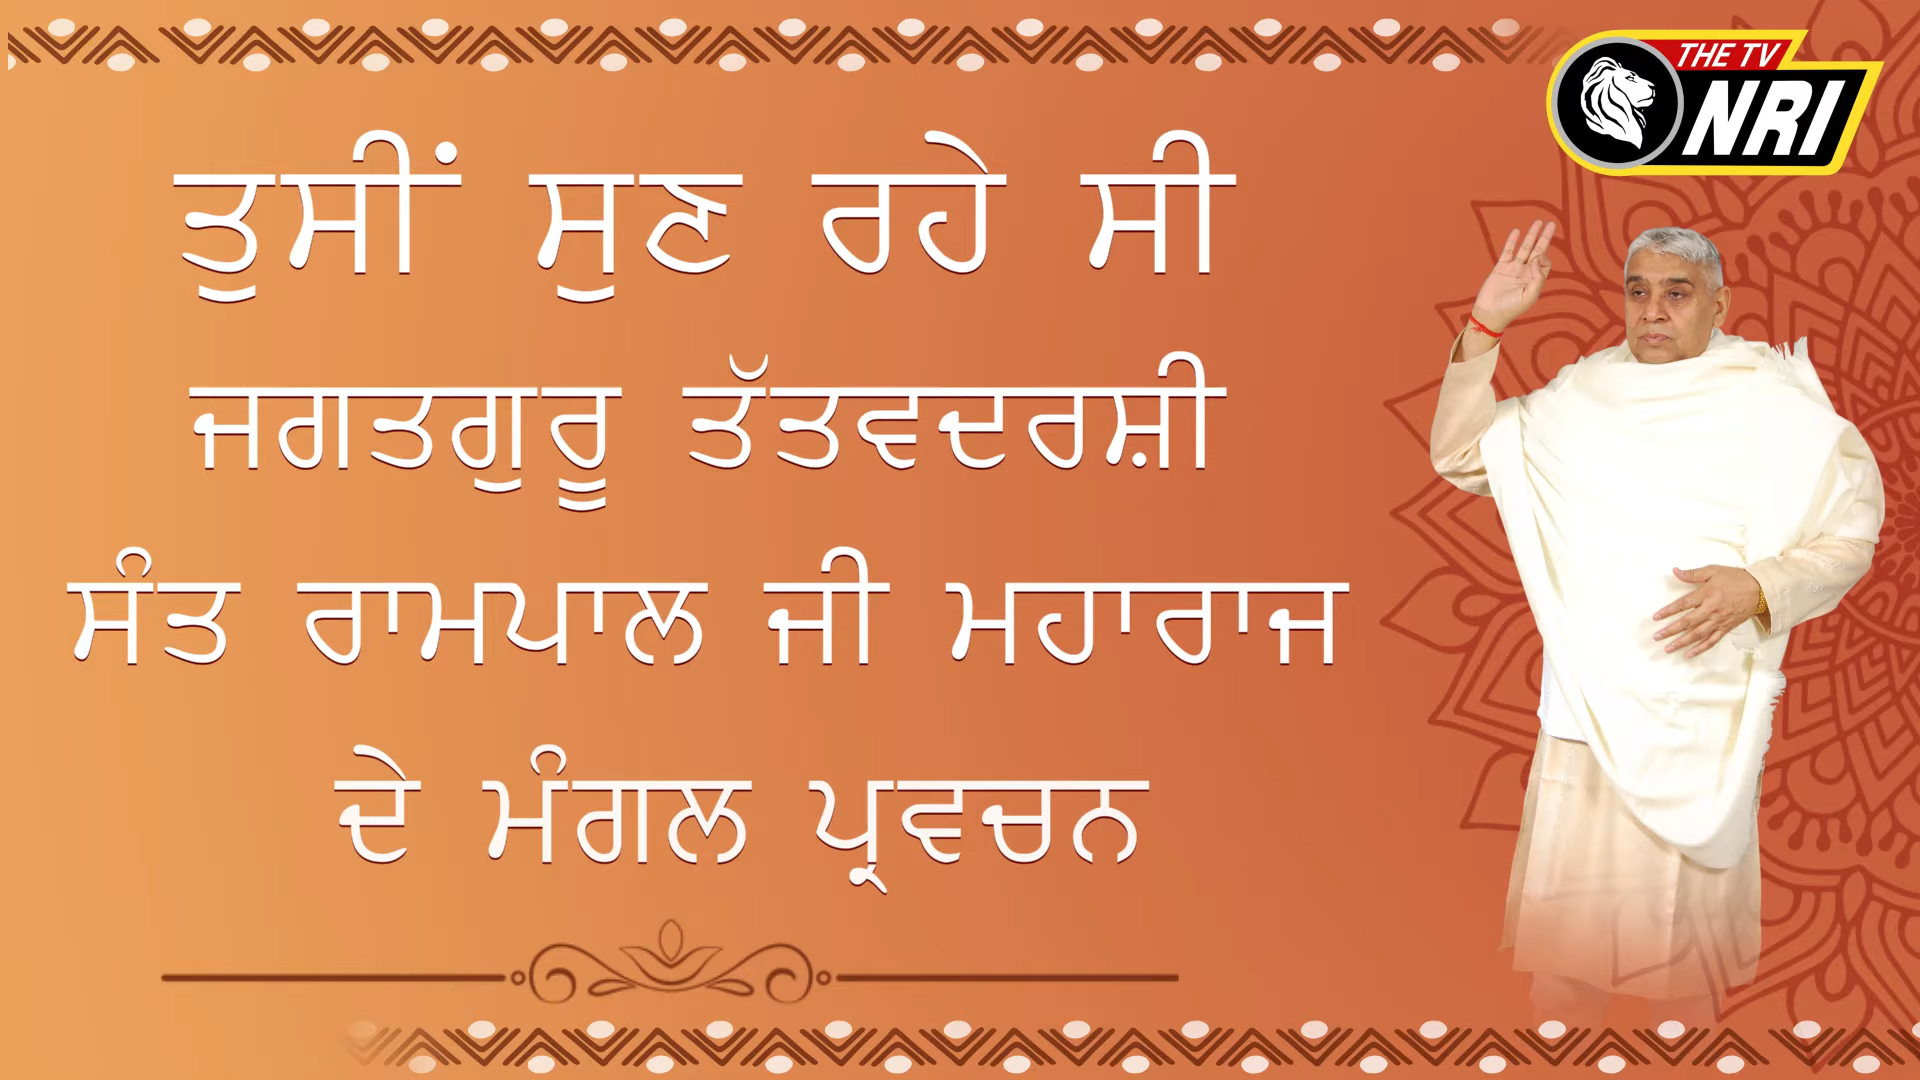 THE TV
NRI
ਤੁਸੀਂ ਸੁਣ ਰਹੇ ਸੀ
ਜਗਤਗੁਰੂ ਤੱਤਵਦਰਸ਼ੀ
ਸੰਤ ਰਾਮਪਾਲ ਜੀ ਮਹਾਰਾਜ
ਦੇ ਮੰਗਲ ਪ੍ਰਵਚਨ